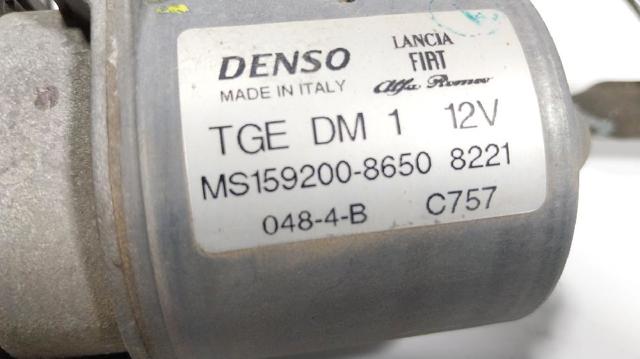 DENSO
MADE IN ITALY
LANCIA
FIAT
Alfa Romeo
TGE DM 1 12V
MS159200-8650 8221
048-4-B C757